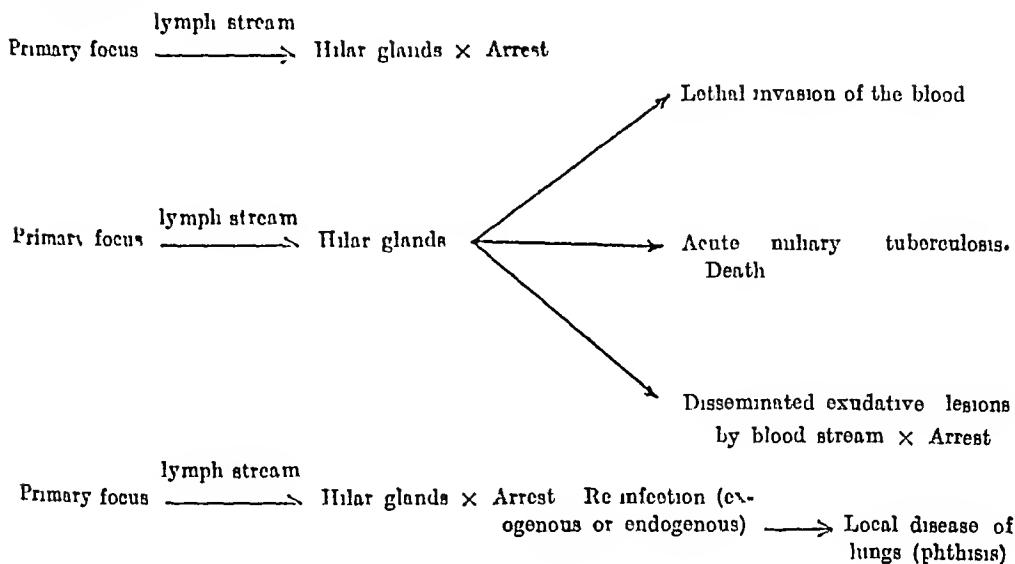 lymph stream
Primary focus ⟶ Hilar glands × Arrest
Lethal invasion of the blood
lymph stream
Primary focus ⟶ Hilar glands
Acute miliary tuberculosis.
Death
Disseminated exudative lesions
by blood stream × Arrest
lymph stream
Primary focus ⟶ Hilar glands × Arrest Re infection (ex-
ogenous or endogenous) ⟶ Local disease of
lungs (phthisis)